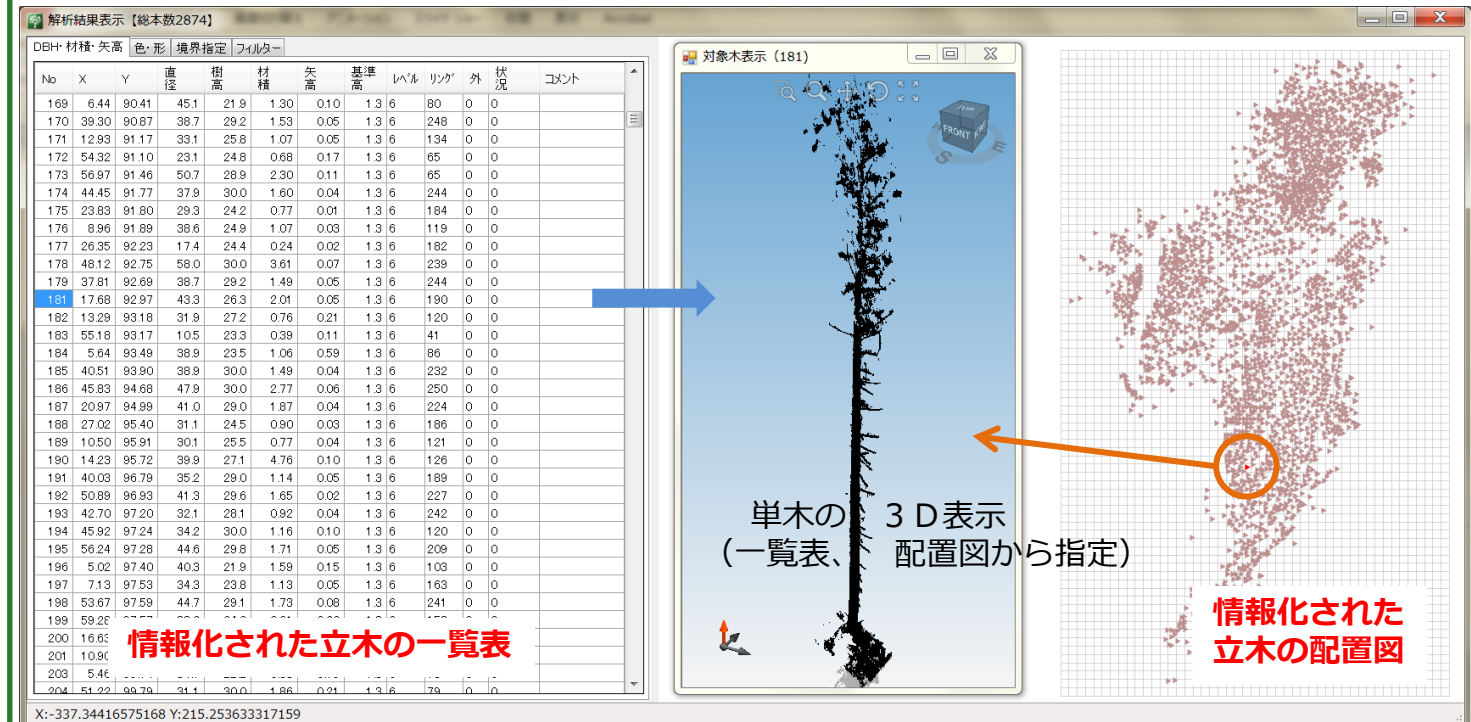 解析結果表示【総本数2874】
DBH・材積・矢高 色・形 境界指定 フィルター
No X Y 直径 樹高 材積 矢高 基準高 ﾚﾍﾞﾙ ﾘﾝｸﾞ 外 状況 コメント
169 6.44 90.41 45.1 21.9 1.30 0.10 1.3 6 80 0 0
170 39.30 90.87 38.7 29.2 1.53 0.05 1.3 6 248 0 0
171 12.93 91.17 33.1 25.8 1.07 0.05 1.3 6 134 0 0
172 54.32 91.10 23.1 24.8 0.68 0.17 1.3 6 65 0 0
173 56.97 91.46 50.7 28.9 2.30 0.11 1.3 6 65 0 0
174 44.45 91.77 37.9 30.0 1.60 0.04 1.3 6 244 0 0
175 23.83 91.80 29.3 24.2 0.77 0.01 1.3 6 184 0 0
176 8.96 91.89 38.6 24.9 1.07 0.03 1.3 6 119 0 0
177 26.35 92.23 17.4 24.4 0.24 0.02 1.3 6 182 0 0
178 48.12 92.75 58.0 30.0 3.61 0.07 1.3 6 239 0 0
179 37.81 92.69 38.7 29.2 1.49 0.05 1.3 6 244 0 0
181 17.68 92.97 43.3 26.3 2.01 0.05 1.3 6 190 0 0
182 13.29 93.18 31.9 27.2 0.76 0.21 1.3 6 120 0 0
183 55.18 93.17 10.5 23.3 0.39 0.11 1.3 6 41 0 0
184 5.64 93.49 38.9 23.5 1.06 0.59 1.3 6 86 0 0
185 40.51 93.90 38.9 30.0 1.49 0.04 1.3 6 232 0 0
186 45.83 94.68 47.9 30.0 2.77 0.06 1.3 6 250 0 0
187 20.97 94.99 41.0 29.0 1.87 0.04 1.3 6 224 0 0
188 27.02 95.40 31.1 24.5 0.90 0.03 1.3 6 186 0 0
189 10.50 95.91 30.1 25.5 0.77 0.04 1.3 6 121 0 0
190 14.23 95.72 39.9 27.1 4.76 0.10 1.3 6 126 0 0
191 40.03 96.79 35.2 29.0 1.14 0.05 1.3 6 189 0 0
192 50.89 96.93 41.3 29.6 1.65 0.02 1.3 6 227 0 0
193 42.70 97.20 32.1 28.1 0.92 0.04 1.3 6 242 0 0
194 45.92 97.24 34.2 30.0 1.16 0.10 1.3 6 120 0 0
195 56.24 97.28 44.6 29.8 1.71 0.05 1.3 6 209 0 0
196 5.02 97.40 40.3 21.9 1.59 0.15 1.3 6 103 0 0
197 7.13 97.53 34.3 23.8 1.13 0.05 1.3 6 163 0 0
198 53.67 97.59 44.7 29.1 1.73 0.08 1.3 6 241 0 0
199 59.28
200 16.63
201 10.90
203 5.46
204 51.22 99.79 31.1 30.0 1.86 0.21 1.3 6 79 0 0
情報化された立木の一覧表
X:-337.34416575168 Y:215.253633317159
対象木表示（181）
FRONT
S
E
単木の 3D表示
（一覧表、 配置図から指定）
情報化された
立木の配置図